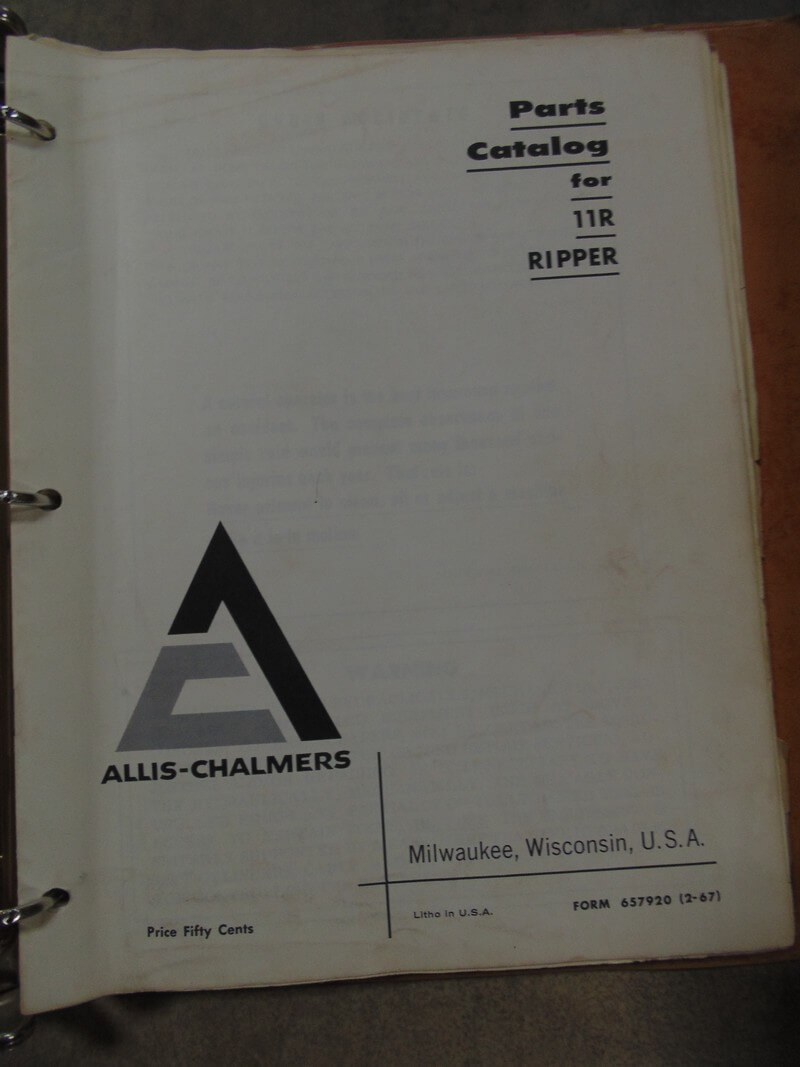 Parts
Catalog
for
11R
RIPPER
ALLIS-CHALMERS
Milwaukee, Wisconsin, U.S.A.
Litho in U.S.A.
FORM 657920 (2-67)
Price Fifty Cents